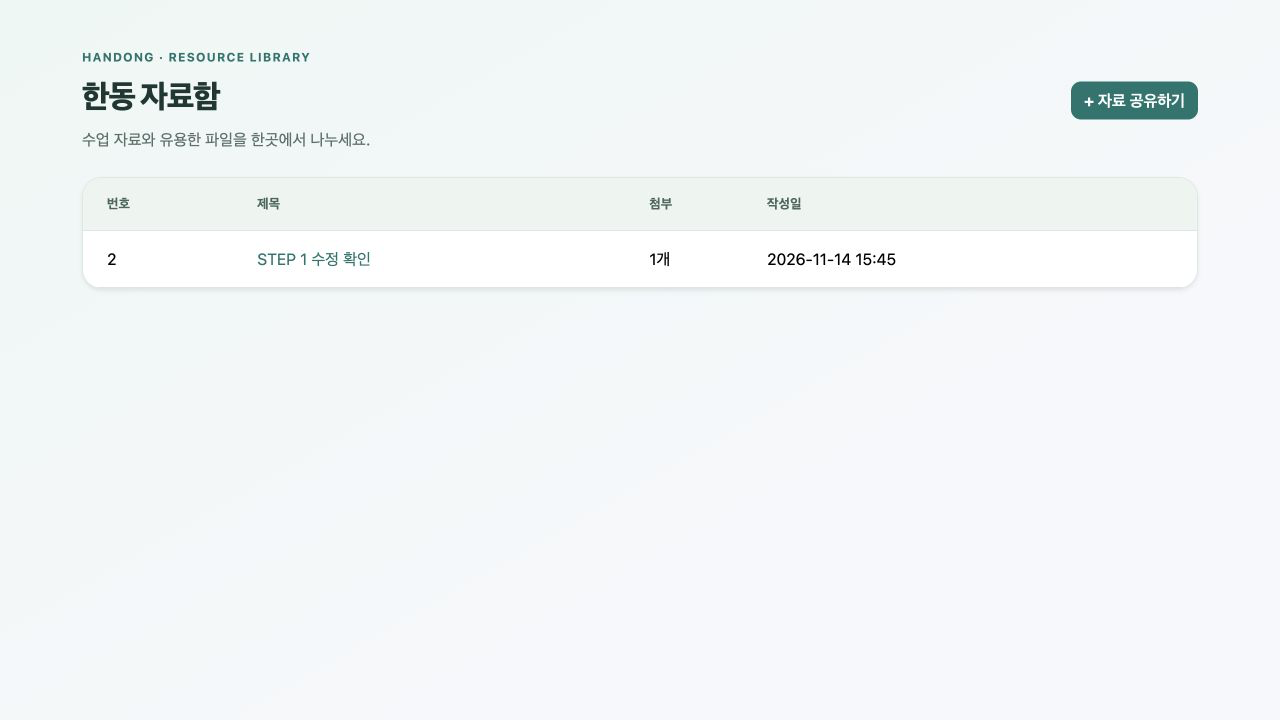 HANDONG · RESOURCE LIBRARY
한동 자료함
+ 자료 공유하기
수업 자료와 유용한 파일을 한곳에서 나누세요.
번호 제목 첨부 작성일
2 STEP 1 수정 확인 1개 2026-11-14 15:45